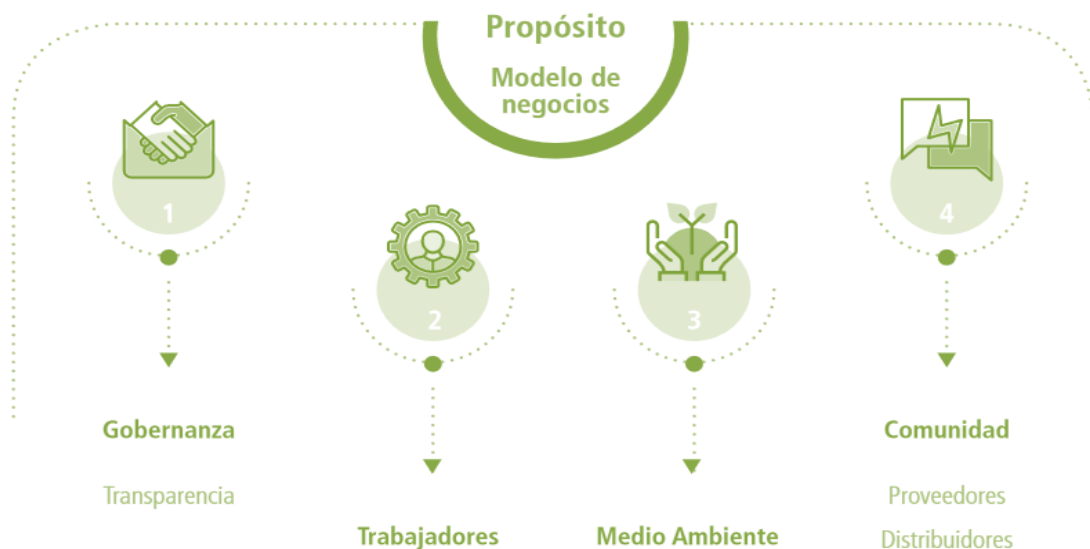 Propósito
Modelo de
negocios
1
2
3
4
Gobernanza
Transparencia
Trabajadores
Medio Ambiente
Comunidad
Proveedores
Distribuidores